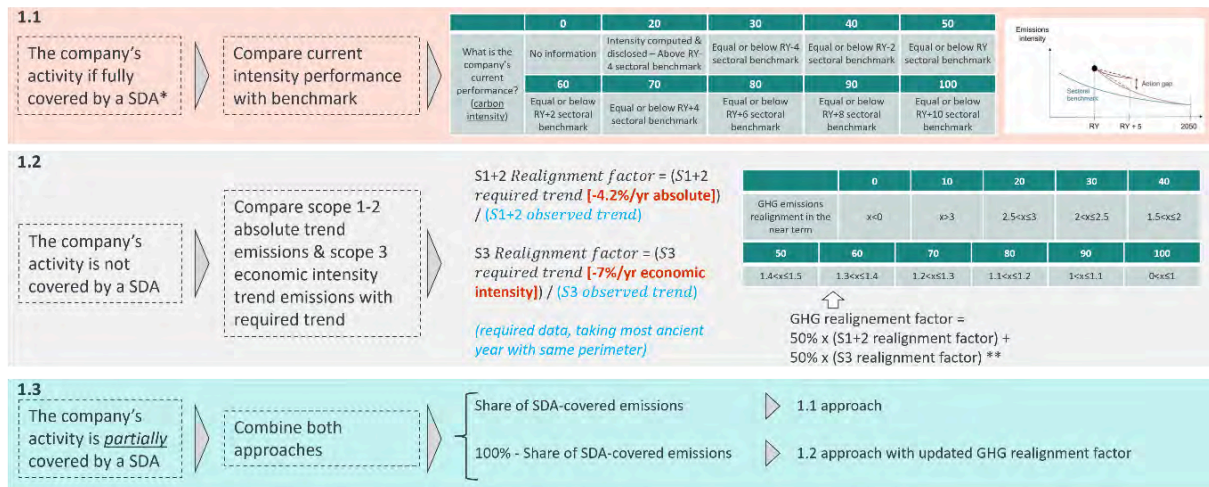 1.1
The company's
activity if fully
covered by a SDA*
Compare current
intensity performance
with benchmark
0 20 30 40 50
What is the
company's
current
performance?
(carbon
intensity)
No information
Intensity computed &
disclosed – Above RY-
4 sectoral benchmark
Equal or below RY-4
sectoral benchmark
Equal or below RY-2
sectoral benchmark
Equal or below RY
sectoral benchmark
60 70 80 90 100
Equal or below
RY+2 sectoral
benchmark
Equal or below RY+4
sectoral benchmark
Equal or below
RY+6 sectoral
benchmark
Equal or below
RY+8 sectoral
benchmark
Equal or below
RY+10 sectoral
benchmark
Emissions
intensity
Action gap
Sectoral
benchmark
RY RY + 5 2050
1.2
The company's
activity is not
covered by a SDA
Compare scope 1-2
absolute trend
emissions & scope 3
economic intensity
trend emissions with
required trend
S1+2 Realignment factor = (S1+2
required trend [-4.2%/yr absolute])
/ (S1+2 observed trend)
S3 Realignment factor = (S3
required trend [-7%/yr economic
intensity]) / (S3 observed trend)
(required data, taking most ancient
year with same perimeter)
0 10 20 30 40
GHG emissions
realignment in the
near term
x<0 x>3 2.5<x≤3 2<x≤2.5 1.5<x≤2
50 60 70 80 90 100
1.4<x≤1.5 1.3<x≤1.4 1.2<x≤1.3 1.1<x≤1.2 1<x≤1.1 0<x≤1
GHG realignement factor =
50% x (S1+2 realignment factor) +
50% x (S3 realignment factor) **
1.3
The company's
activity is partially
covered by a SDA
Combine both
approaches
Share of SDA-covered emissions
1.1 approach
100% - Share of SDA-covered emissions
1.2 approach with updated GHG realignment factor